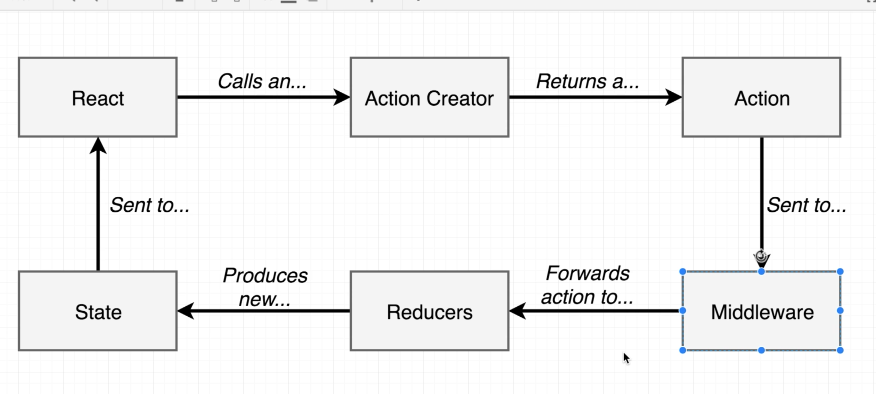 React
Calls an...
Action Creator
Returns a...
Action
Sent to...
Sent to...
State
Produces
new...
Reducers
Forwards
action to...
Middleware